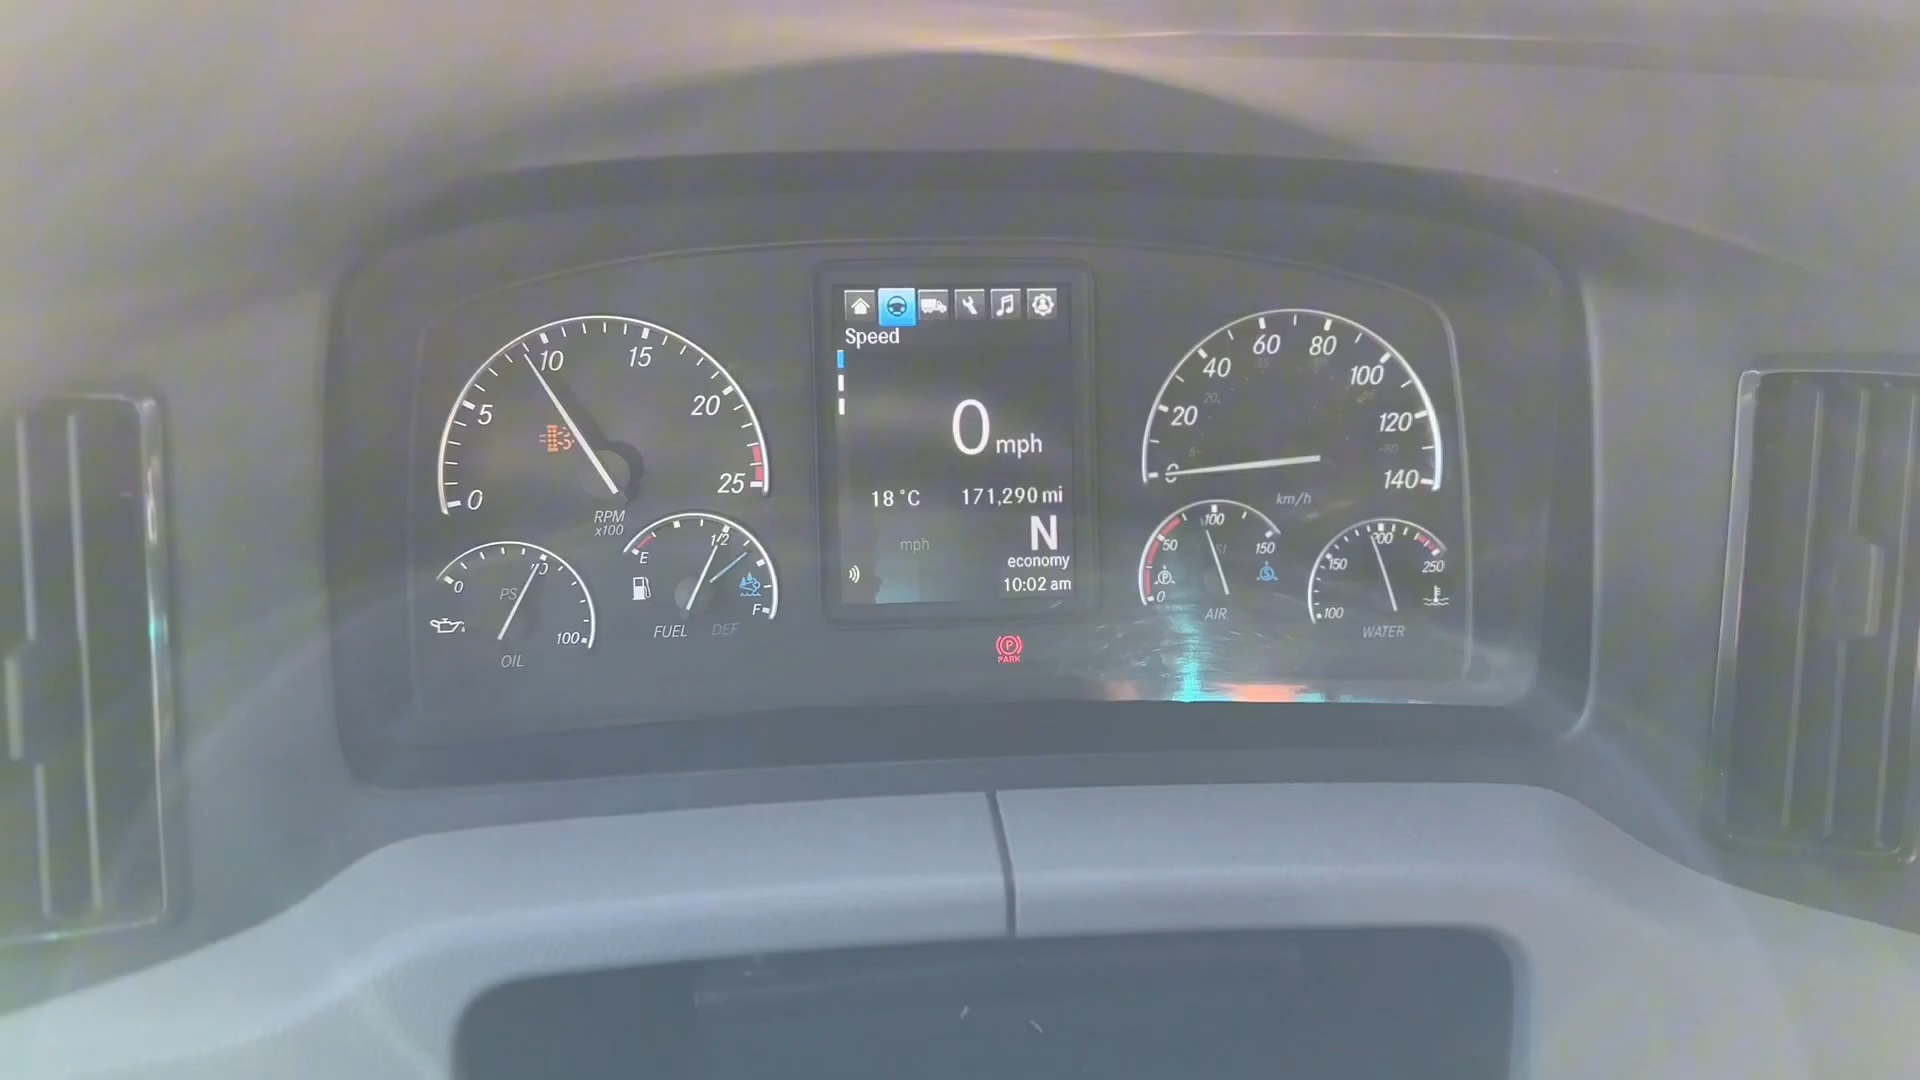 Speed
0 mph
18 °C 171,290 mi
mph
N
economy
10:02 am
0
5
10
15
20
25
RPM
x100
0
PSI
100
OIL
E
1/2
F
FUEL DEF
0
20
40
60
80
100
120
140
20
km/h
0
50
100
150
AIR
100
150
200
250
WATER
P
PARK